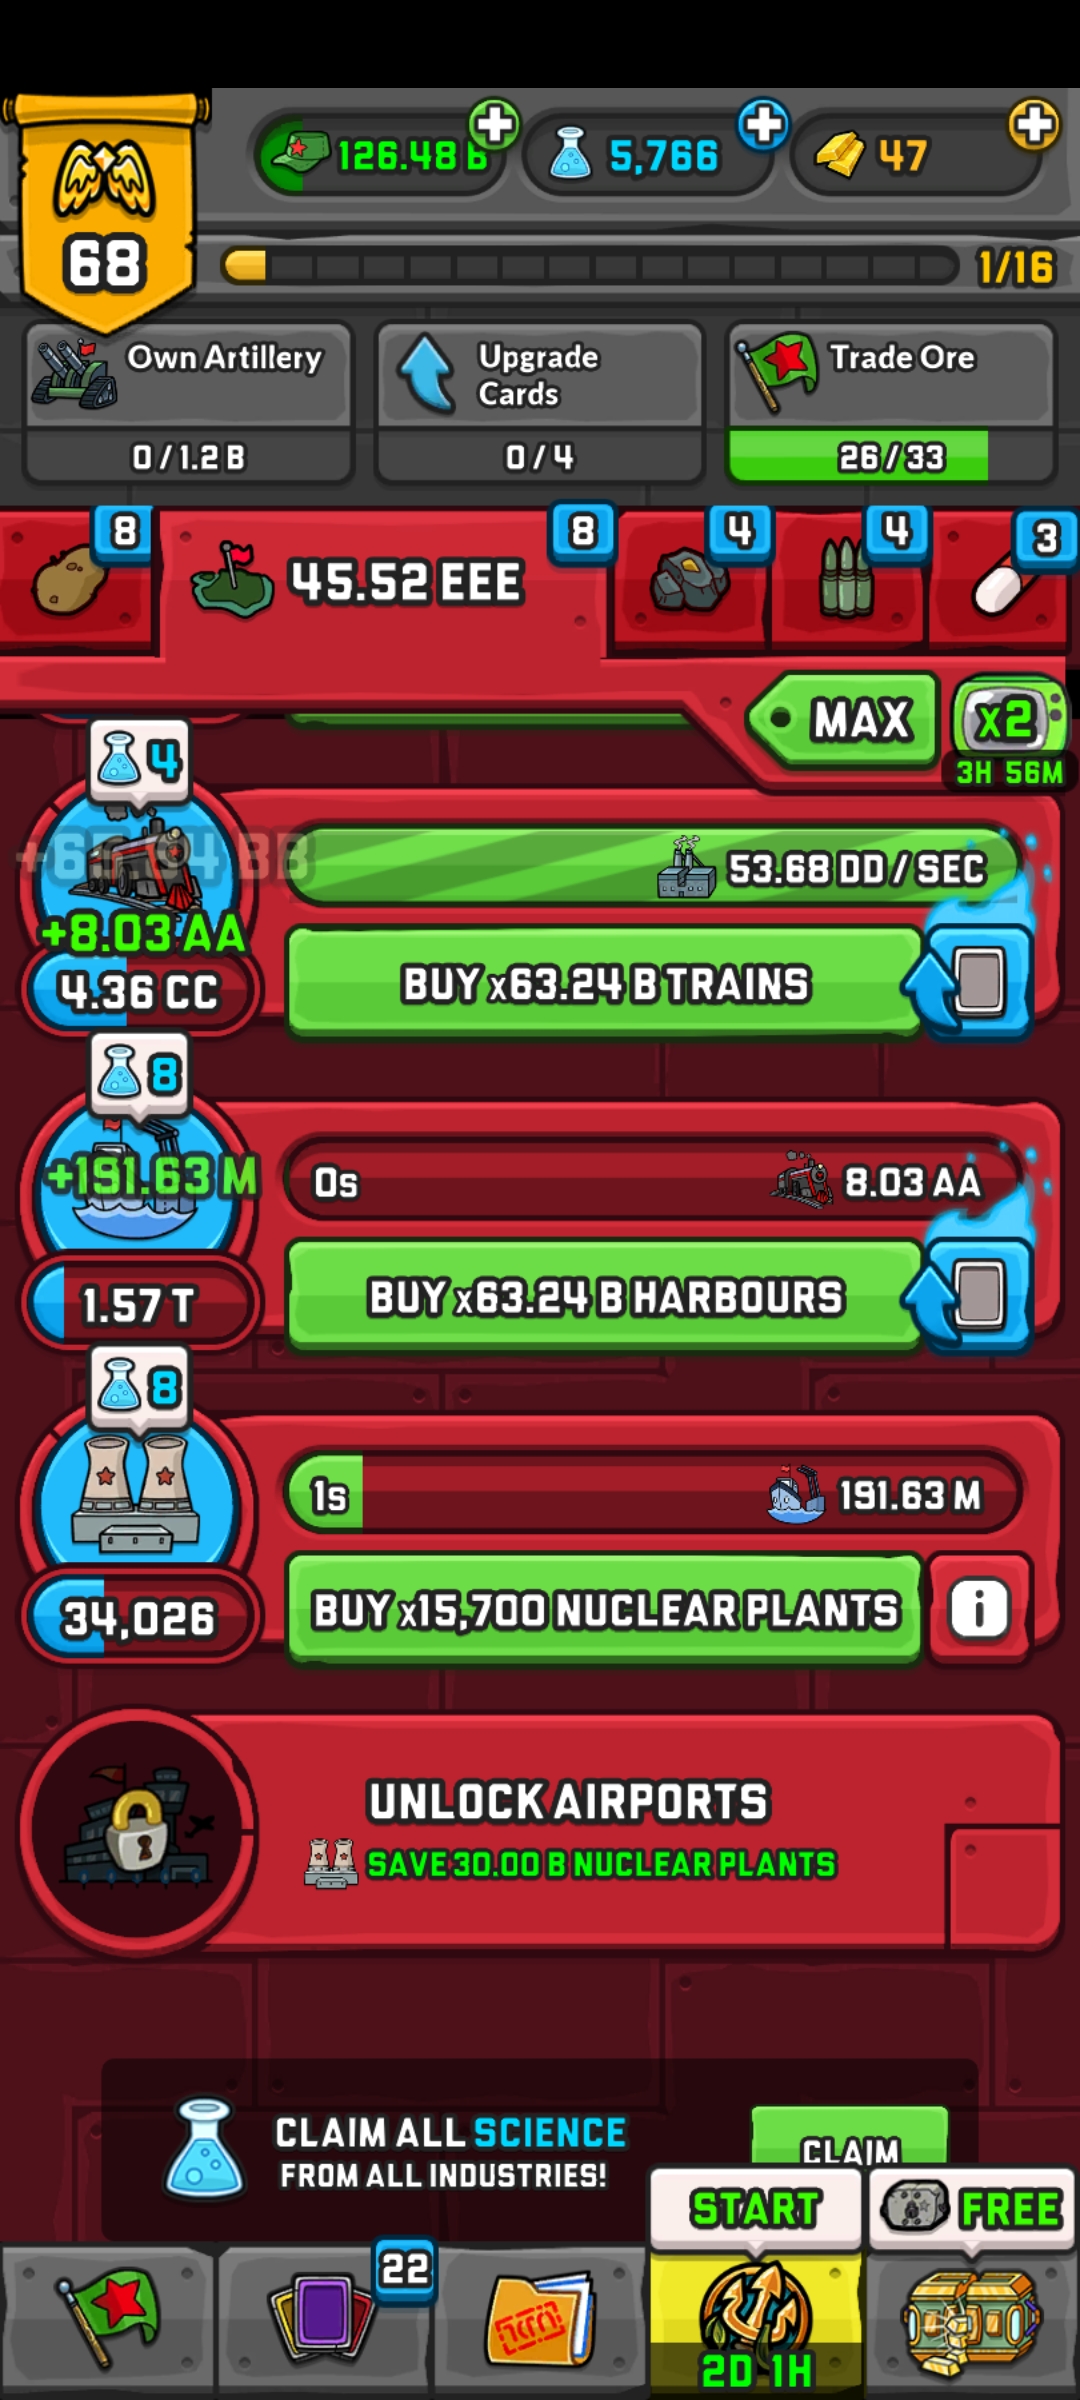 126.48 B
5,766
47
68
1/16
Own Artillery
0/1.2 B
Upgrade
Cards
0/4
Trade Ore
26/33
8
45.52 EEE
8
4
4
3
MAX
x2
3H 56M
4
53.68 DD / SEC
+8.03 AA
4.36 CC
BUY x63.24 B TRAINS
8
+191.63 M
0s
8.03 AA
1.57 T
BUY x63.24 B HARBOURS
8
1s
191.63 M
34,026
BUY x15,700 NUCLEAR PLANTS
i
UNLOCK AIRPORTS
SAVE 30.00 B NUCLEAR PLANTS
CLAIM ALL SCIENCE
FROM ALL INDUSTRIES!
CLAIM
START
FREE
22
2D 1H